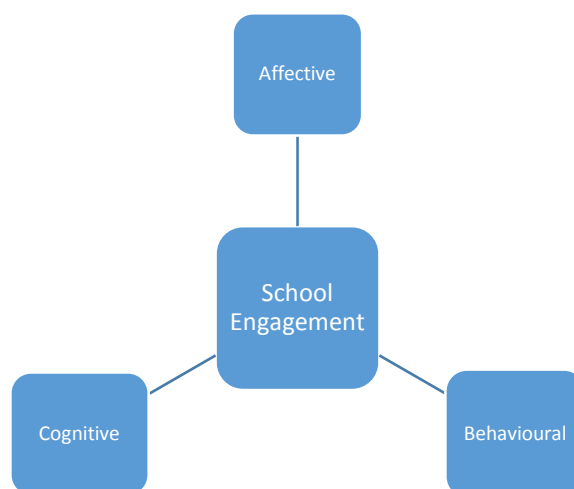 Affective
School
Engagement
Cognitive
Behavioural